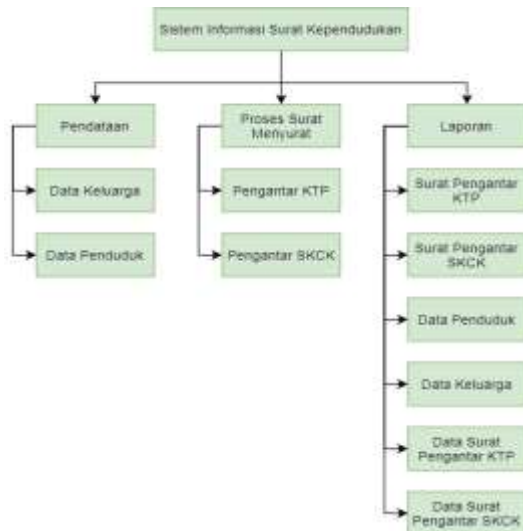 Sistem Informasi Surat Kependudukan
Pendataan
Proses Surat
Menyurat
Laporan
Data Keluarga
Pengantar KTP
Surat Pengantar
KTP
Data Penduduk
Pengantar SKCK
Surat Pengantar
SKCK
Data Penduduk
Data Keluarga
Data Surat
Pengantar KTP
Data Surat
Pengantar SKCK